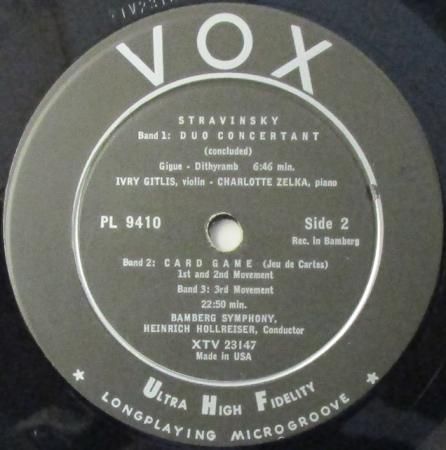 XTV231
VOX
STRAVINSKY
Band 1: DUO CONCERTANT
(concluded)
Gigue - Dithyramb 6:46 min.
IVRY GITLIS, violin - CHARLOTTE ZELKA, piano
PL 9410
Side 2
Rec. in Bamberg
Band 2: CARD GAME (Jeu de Cartes)
1st and 2nd Movement
Band 3: 3rd Movement
22:50 min.
BAMBERG SYMPHONY,
HEINRICH HOLLREISER, Conductor
XTV 23147
Made in USA
ULTRA HIGH FIDELITY
LONGPLAYING MICROGROOVE